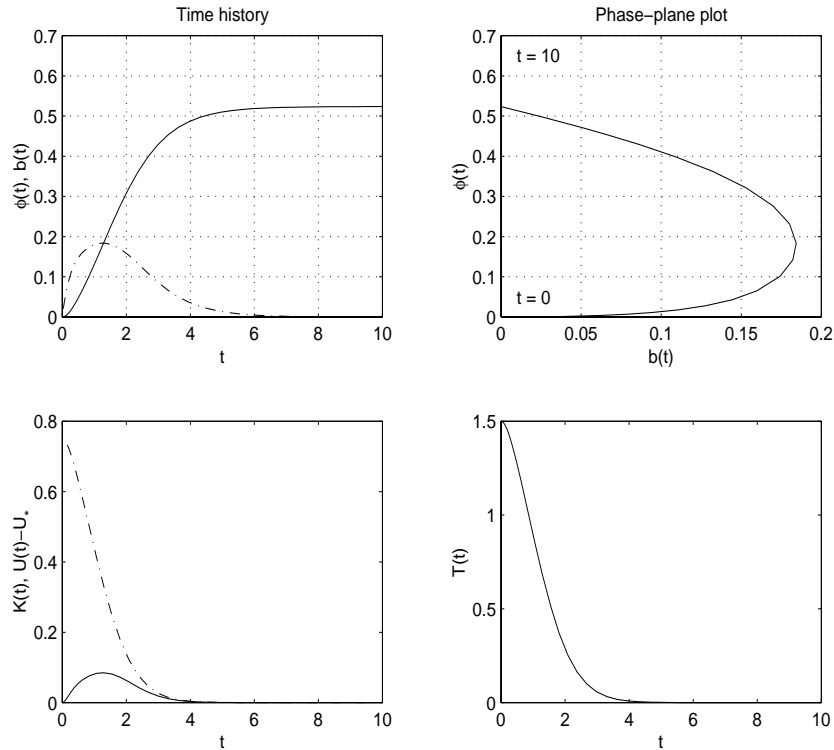 Time history
0.7
0.6
0.5
0.4
0.3
0.2
0.1
0
ϕ(t), b(t)
0 2 4 6 8 10
t
Phase−plane plot
0.7
0.6
0.5
0.4
0.3
0.2
0.1
0
ϕ(t)
t = 10
t = 0
0.05 0.1 0.15 0.2
b(t)
0.8
0.6
0.4
0.2
0
K(t), U(t)−U*
0 2 4 6 8 10
t
1.5
1
0.5
0
T(t)
0 2 4 6 8 10
t